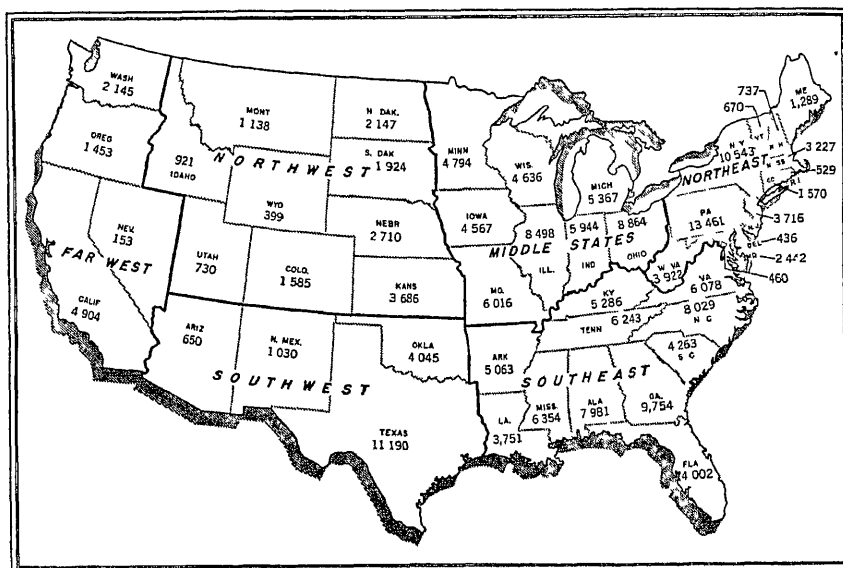 WASH
2 145
OREG
1 453
CALIF
4 904
NEV.
153
FAR WEST
921
IDAHO
MONT
1 138
NORTHWEST
WYO
399
UTAH
730
COLO.
1 585
N DAK.
2 147
S. DAK
1 924
NEBR
2 710
KANS
3 686
ARIZ
650
N. MEX.
1 030
SOUTHWEST
OKLA
4 045
TEXAS
11 190
MINN
4 794
WIS.
4 636
MICH
5 367
IOWA
4 567
8 498
ILL.
5 944
IND
8 864
OHIO
MIDDLE STATES
MO.
6 016
KY
5 286
TENN 6 243
ARK
5 063
SOUTHEAST
LA.
3,751
MISS.
6 354
ALA
7 981
GA.
9,754
FLA
4 002
4 263
S C
8 029
N C
VA
6 078
W VA
3 922
PA
13 461
N Y
10 543
NORTHEAST
VT
N H
ME
1,289
737
670
3 227
529
R I
1 570
3 716
DEL
436
2 442
460